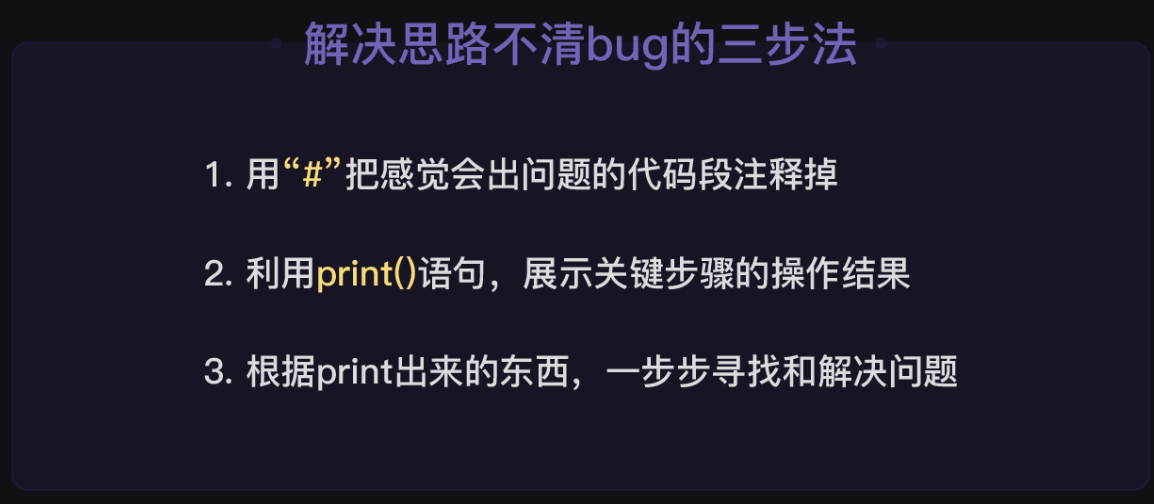 解决思路不清bug的三步法
1. 用“#”把感觉会出问题的代码段注释掉
2. 利用print()语句，展示关键步骤的操作结果
3. 根据print出来的东西，一步步寻找和解决问题